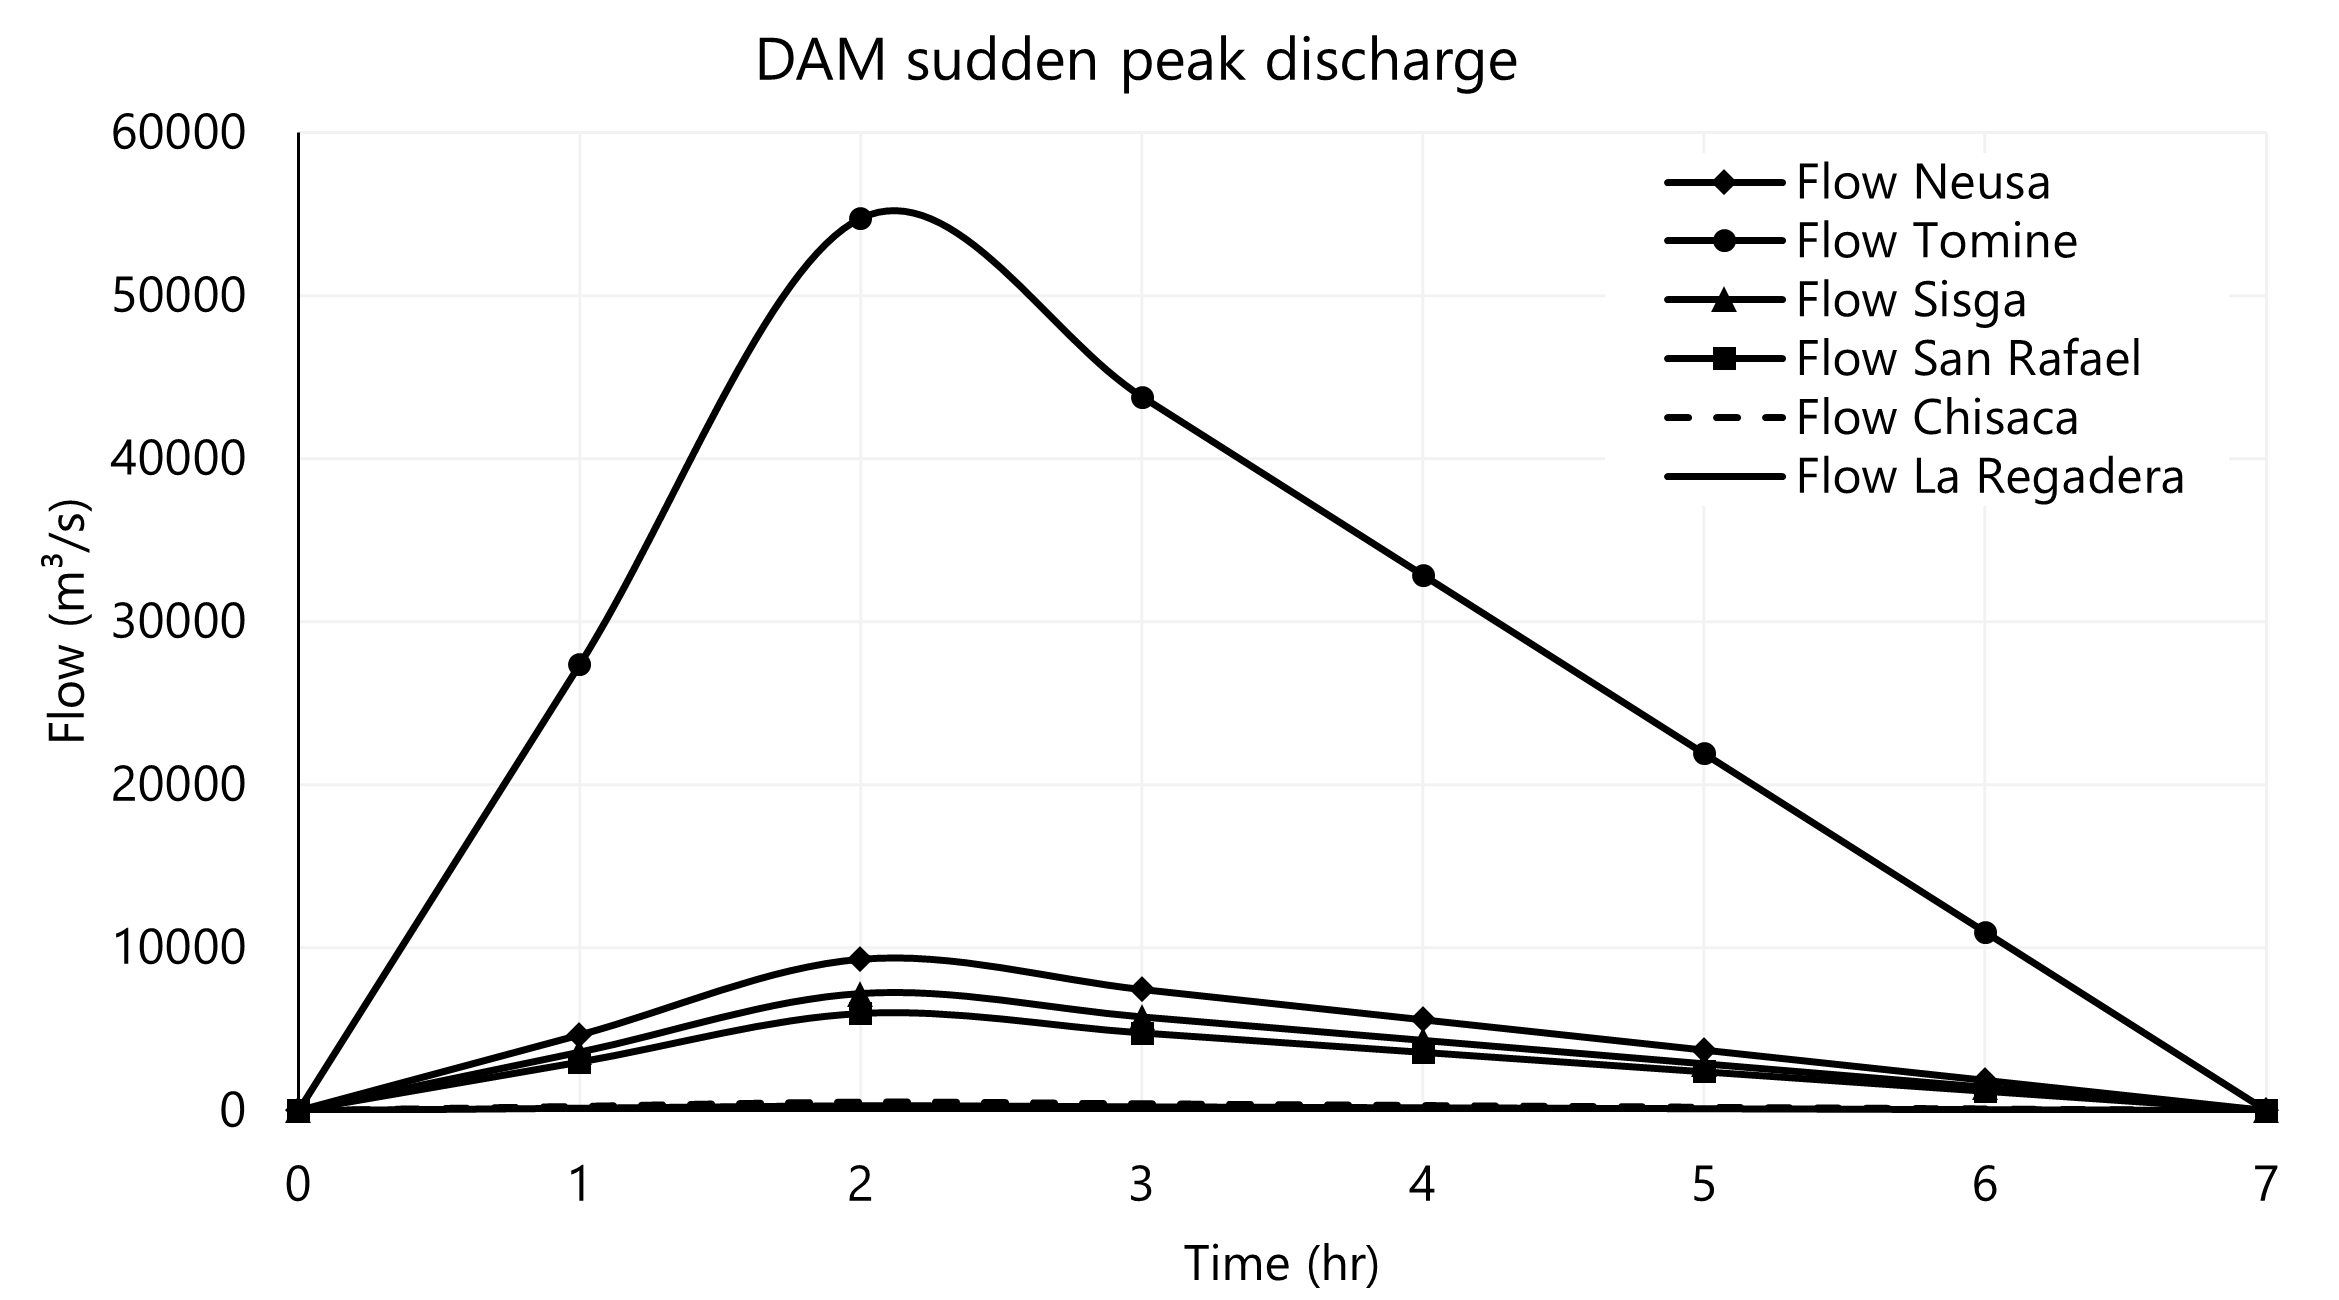 DAM sudden peak discharge
60000
50000
40000
30000
20000
10000
0
Flow (m³/s)
Flow Neusa
Flow Tomine
Flow Sisga
Flow San Rafael
Flow Chisaca
Flow La Regadera
0 1 2 3 4 5 6 7
Time (hr)